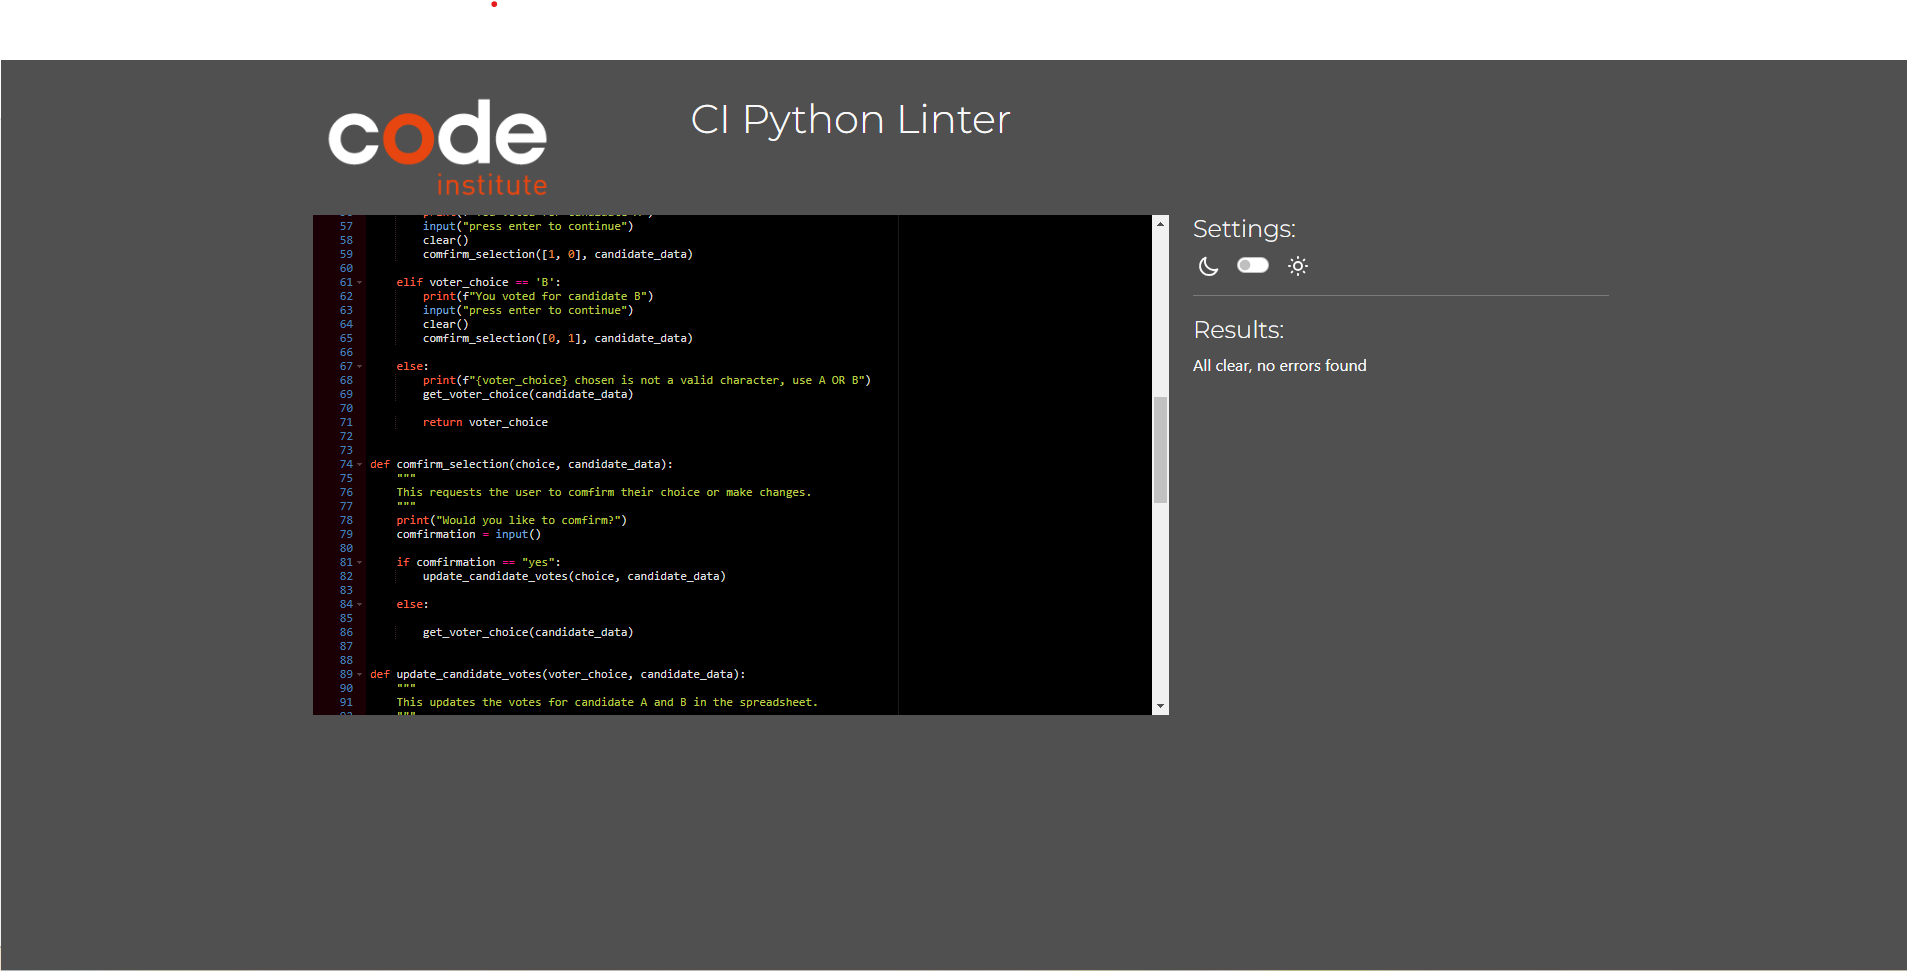 code
institute
CI Python Linter
57 input("press enter to continue")
58 clear()
59 comfirm_selection([1, 0], candidate_data)
60
61 elif voter_choice == 'B':
62 print(f"You voted for candidate B")
63 input("press enter to continue")
64 clear()
65 comfirm_selection([0, 1], candidate_data)
66
67 else:
68 print(f"{voter_choice} chosen is not a valid character, use A OR B")
69 get_voter_choice(candidate_data)
70
71 return voter_choice
72
73
74 def comfirm_selection(choice, candidate_data):
75 """
76 This requests the user to comfirm their choice or make changes.
77 """
78 print("Would you like to comfirm?")
79 comfirmation = input()
80
81 if comfirmation == "yes":
82 update_candidate_votes(choice, candidate_data)
83
84 else:
85
86 get_voter_choice(candidate_data)
87
88
89 def update_candidate_votes(voter_choice, candidate_data):
90 """
91 This updates the votes for candidate A and B in the spreadsheet.
92 """
Settings:
Results:
All clear, no errors found